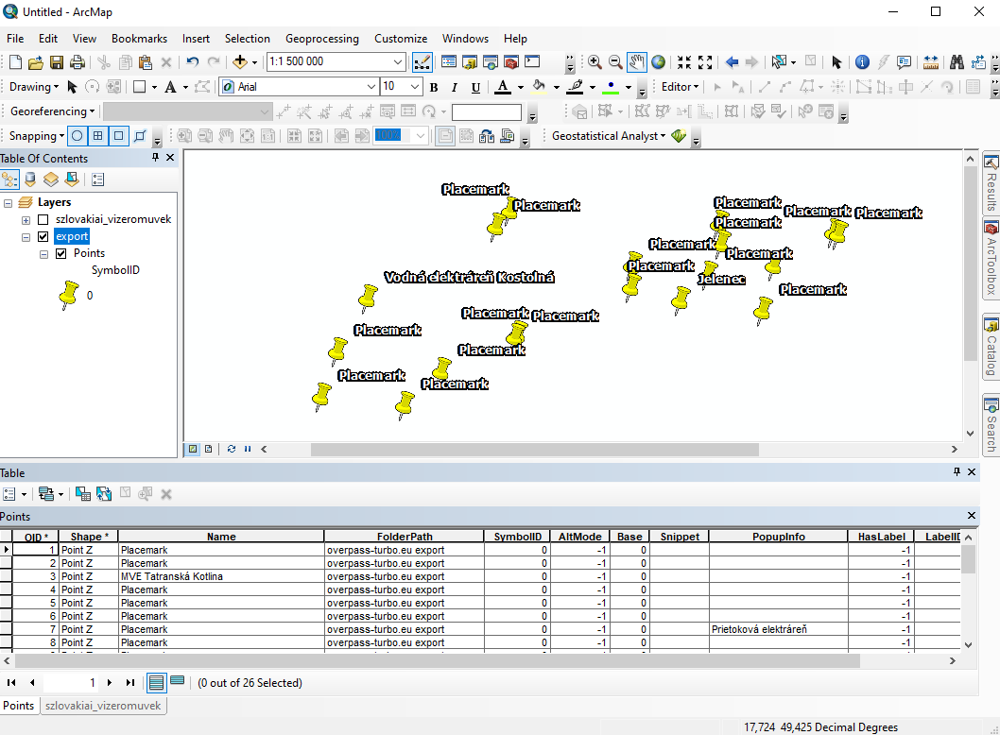 Untitled - ArcMap
File Edit View Bookmarks Insert Selection Geoprocessing Customize Windows Help
1:1 500 000
Drawing Arial 10 B I U A Editor
Georeferencing
Snapping 100% Geostatistical Analyst
Table Of Contents
Layers
szlovakiai_vizeromuvek
export
Points
SymbolID
0
Placemark
Placemark
Placemark
Placemark
Placemark
Placemark
Placemark
Placemark
Placemark
Jelenec
Placemark
Vodná elektráreň Kostolná
Placemark
Placemark
Placemark
Placemark
Placemark
Placemark
Results
ArcToolbox
Catalog
Search
Table
Points
OID * Shape * Name FolderPath SymbolID AltMode Base Snippet PopupInfo HasLabel LabelID
1 Point Z Placemark overpass-turbo.eu export 0 -1 0 -1
2 Point Z Placemark overpass-turbo.eu export 0 -1 0 -1
3 Point Z MVE Tatranská Kotlina overpass-turbo.eu export 0 -1 0 -1
4 Point Z Placemark overpass-turbo.eu export 0 -1 0 -1
5 Point Z Placemark overpass-turbo.eu export 0 -1 0 -1
6 Point Z Placemark overpass-turbo.eu export 0 -1 0 -1
7 Point Z Placemark overpass-turbo.eu export 0 -1 0 Prietoková elektráreň -1
8 Point Z Placemark overpass-turbo.eu export 0 -1 0 -1
1 (0 out of 26 Selected)
Points szlovakiai_vizeromuvek
17,724 49,425 Decimal Degrees